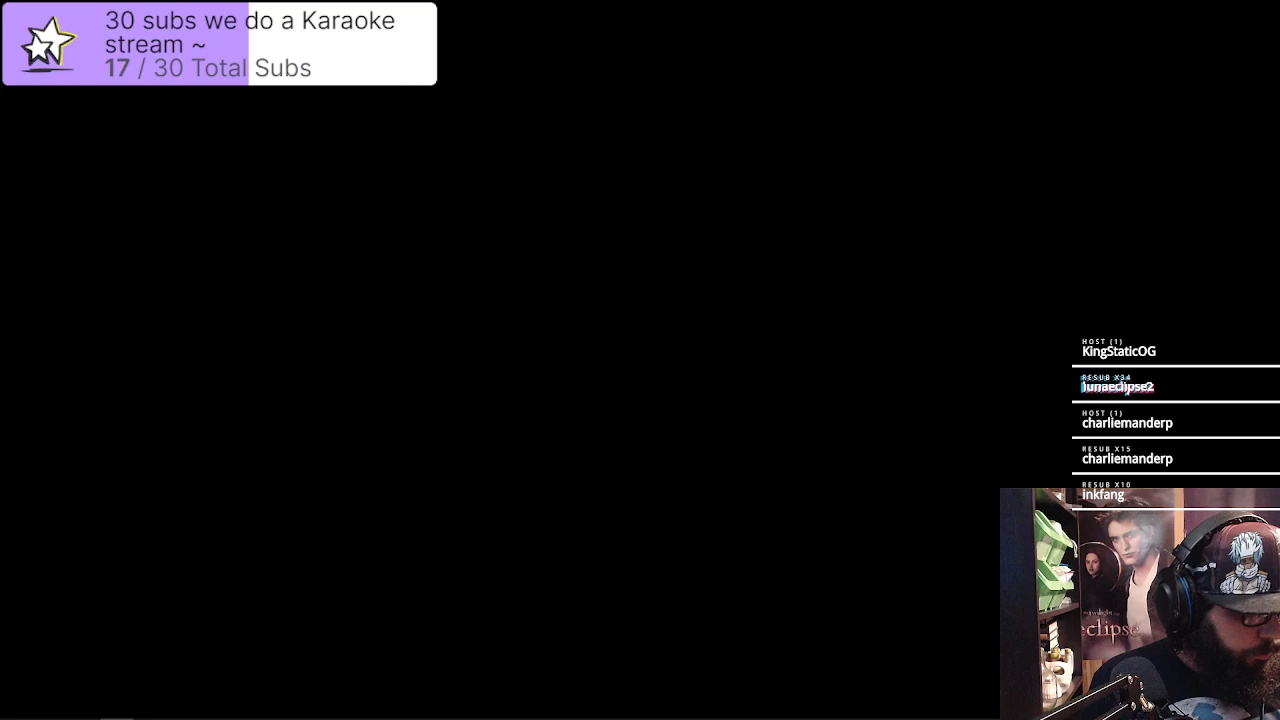 30 subs we do a Karaoke
stream ~
17 / 30 Total Subs
HOST (1)
KingStaticOG
RESUB X34
lunaeclipse2
HOST (1)
charliemanderp
RESUB X15
charliemanderp
RESUB X10
inkfang
eclipse